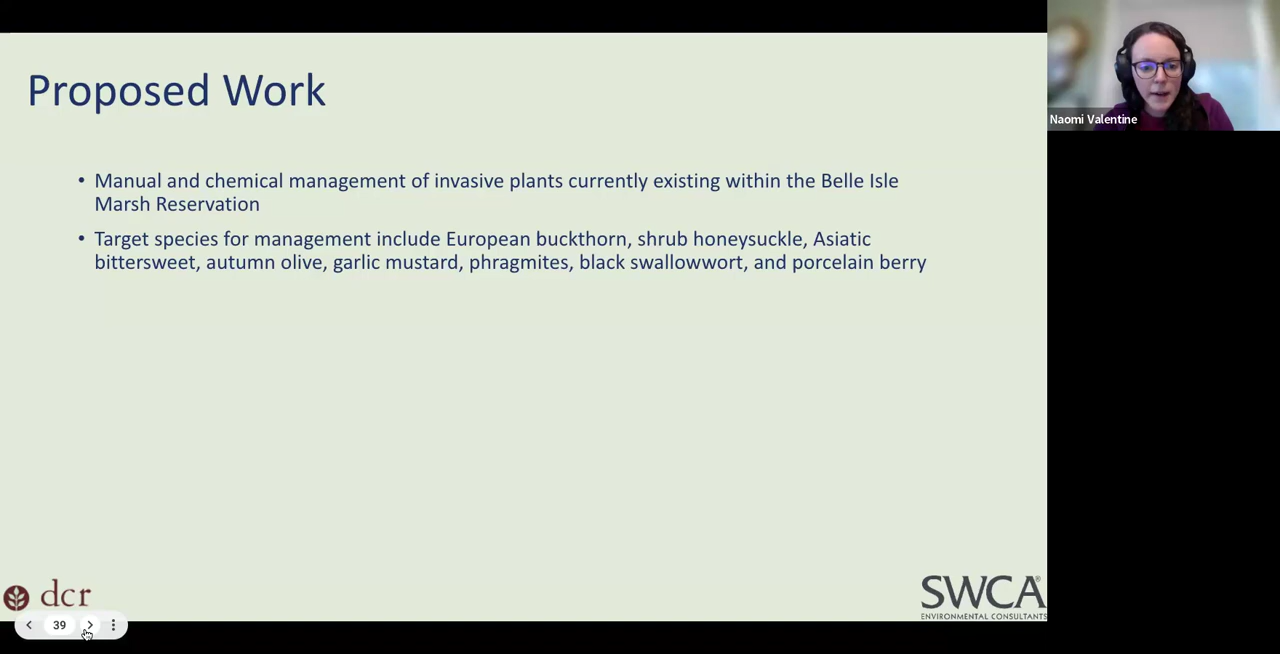 Proposed Work
Naomi Valentine
• Manual and chemical management of invasive plants currently existing within the Belle Isle
Marsh Reservation
• Target species for management include European buckthorn, shrub honeysuckle, Asiatic
bittersweet, autumn olive, garlic mustard, phragmites, black swallowwort, and porcelain berry
dcr
SWCA®
ENVIRONMENTAL CONSULTANTS
39